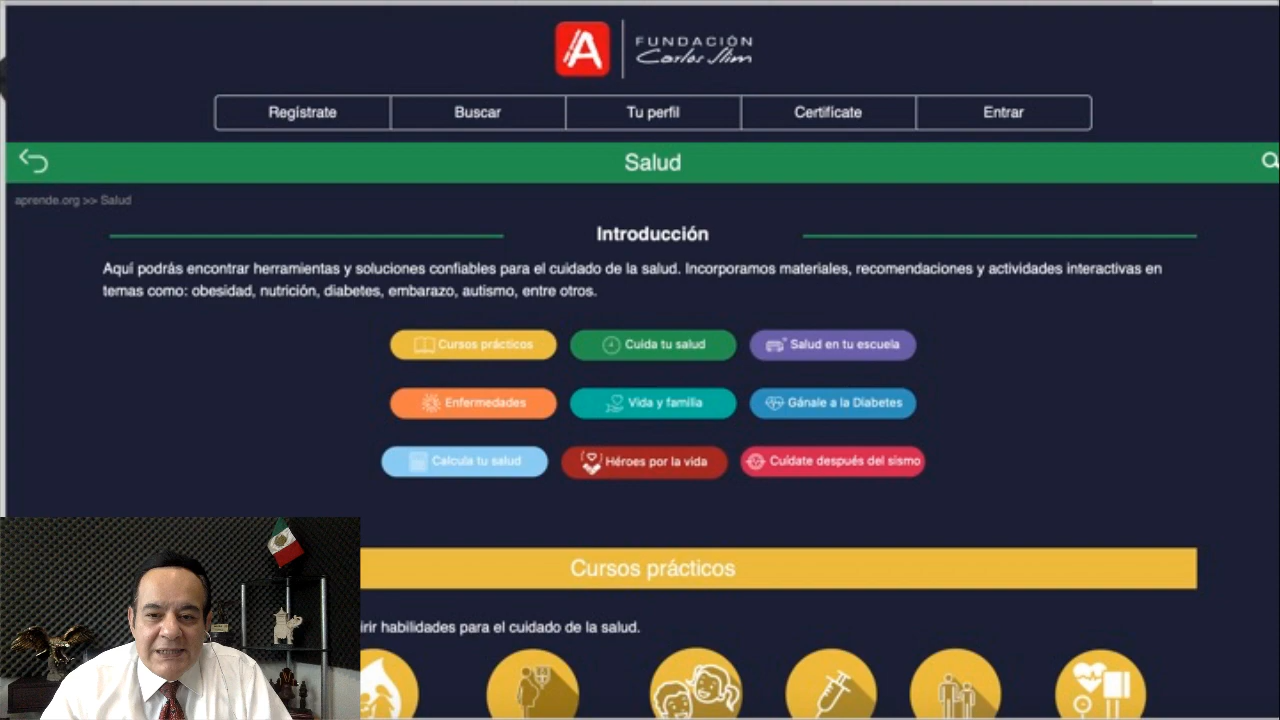 FUNDACIÓN
Carlos Slim
Regístrate
Buscar
Tu perfil
Certifícate
Entrar
Salud
aprende.org >> Salud
Introducción
Aquí podrás encontrar herramientas y soluciones confiables para el cuidado de la salud. Incorporamos materiales, recomendaciones y actividades interactivas en
temas como: obesidad, nutrición, diabetes, embarazo, autismo, entre otros.
Cursos prácticos
Cuida tu salud
Salud en tu escuela
Enfermedades
Vida y familia
Gánale a la Diabetes
Calcula tu salud
Héroes por la vida
Cuídate después del sismo
Cursos prácticos
habilidades para el cuidado de la salud.